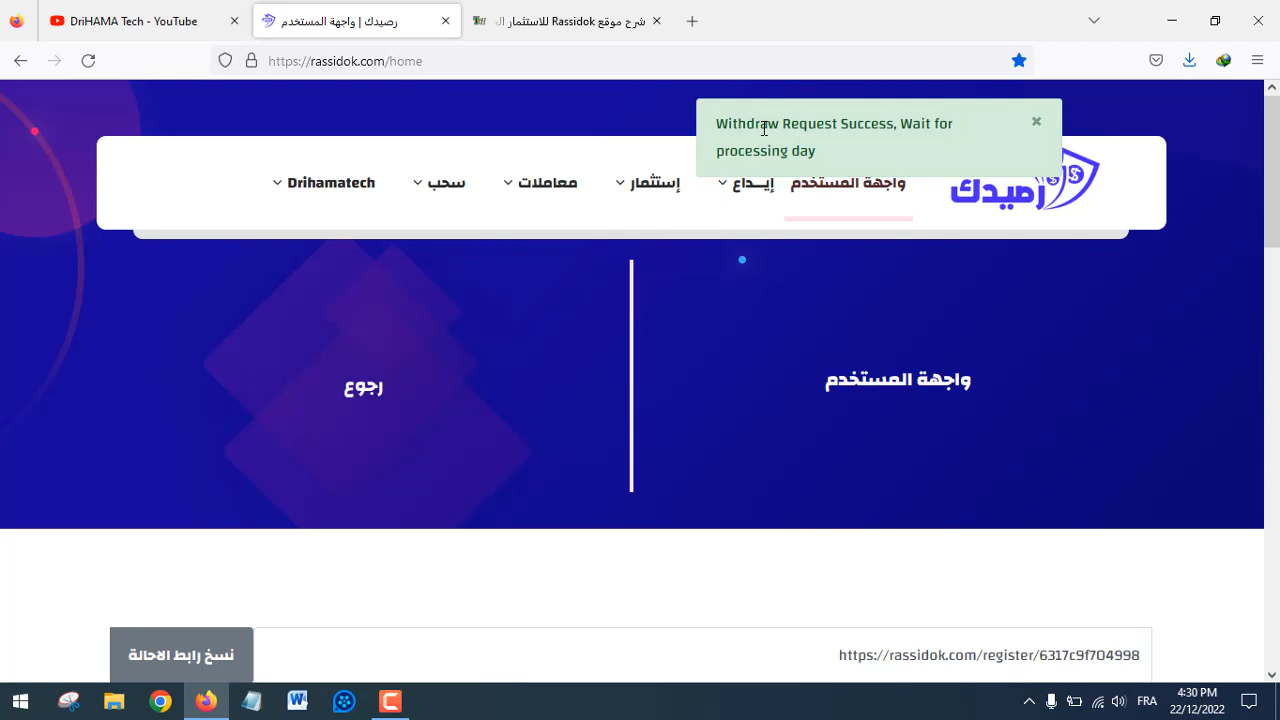 DriHAMA Tech - YouTube
رصيدك | واجهة المستخدم
شرح موقع Rassidok للاستثمار ال
https://rassidok.com/home
Withdraw Request Success, Wait for
processing day
رصيدك
واجهة المستخدم
إيـــداع
إستثمار
معاملات
سحب
Drihamatech
واجهة المستخدم
رجوع
نسخ رابط الاحالة
https://rassidok.com/register/6317c9f704998
FRA
4:30 PM
22/12/2022